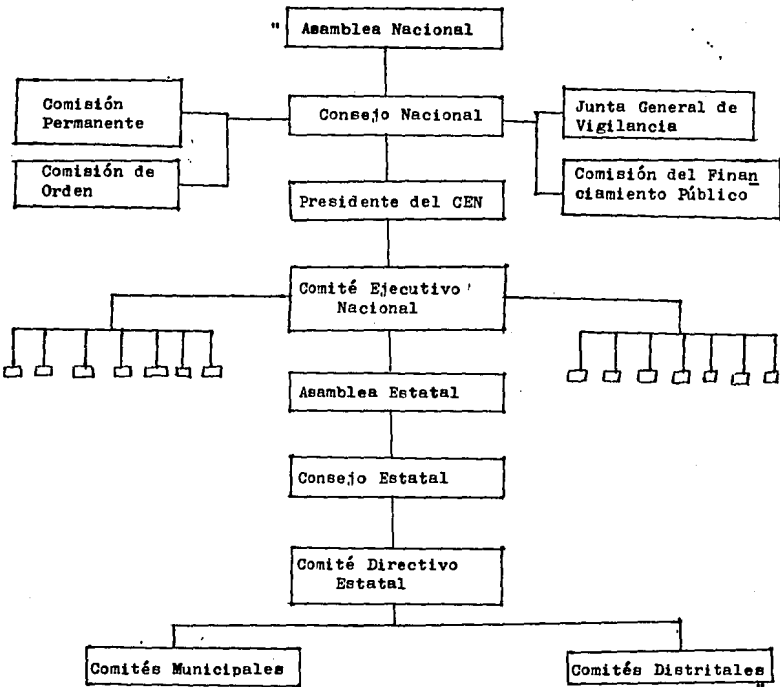 " Asamblea Nacional
Comisión
Permanente
Consejo Nacional
Junta General de
Vigilancia
Comisión de
Orden
Comisión del Finan
ciamiento Público
Presidente del CEN
Comité Ejecutivo
Nacional
Asamblea Estatal
Consejo Estatal
Comité Directivo
Estatal
Comités Municipales
Comités Distritales
"